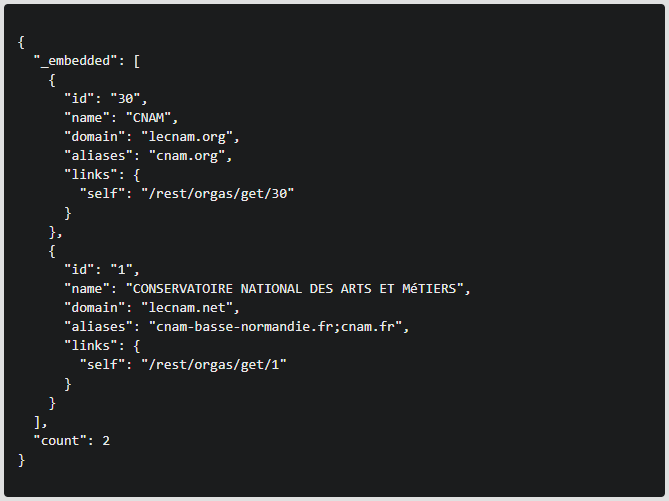 {
  "_embedded": [
    {
      "id": "30",
      "name": "CNAM",
      "domain": "lecnam.org",
      "aliases": "cnam.org",
      "links": {
        "self": "/rest/orgas/get/30"
      }
    },
    {
      "id": "1",
      "name": "CONSERVATOIRE NATIONAL DES ARTS ET MéTIERS",
      "domain": "lecnam.net",
      "aliases": "cnam-basse-normandie.fr;cnam.fr",
      "links": {
        "self": "/rest/orgas/get/1"
      }
    }
  ],
  "count": 2
}